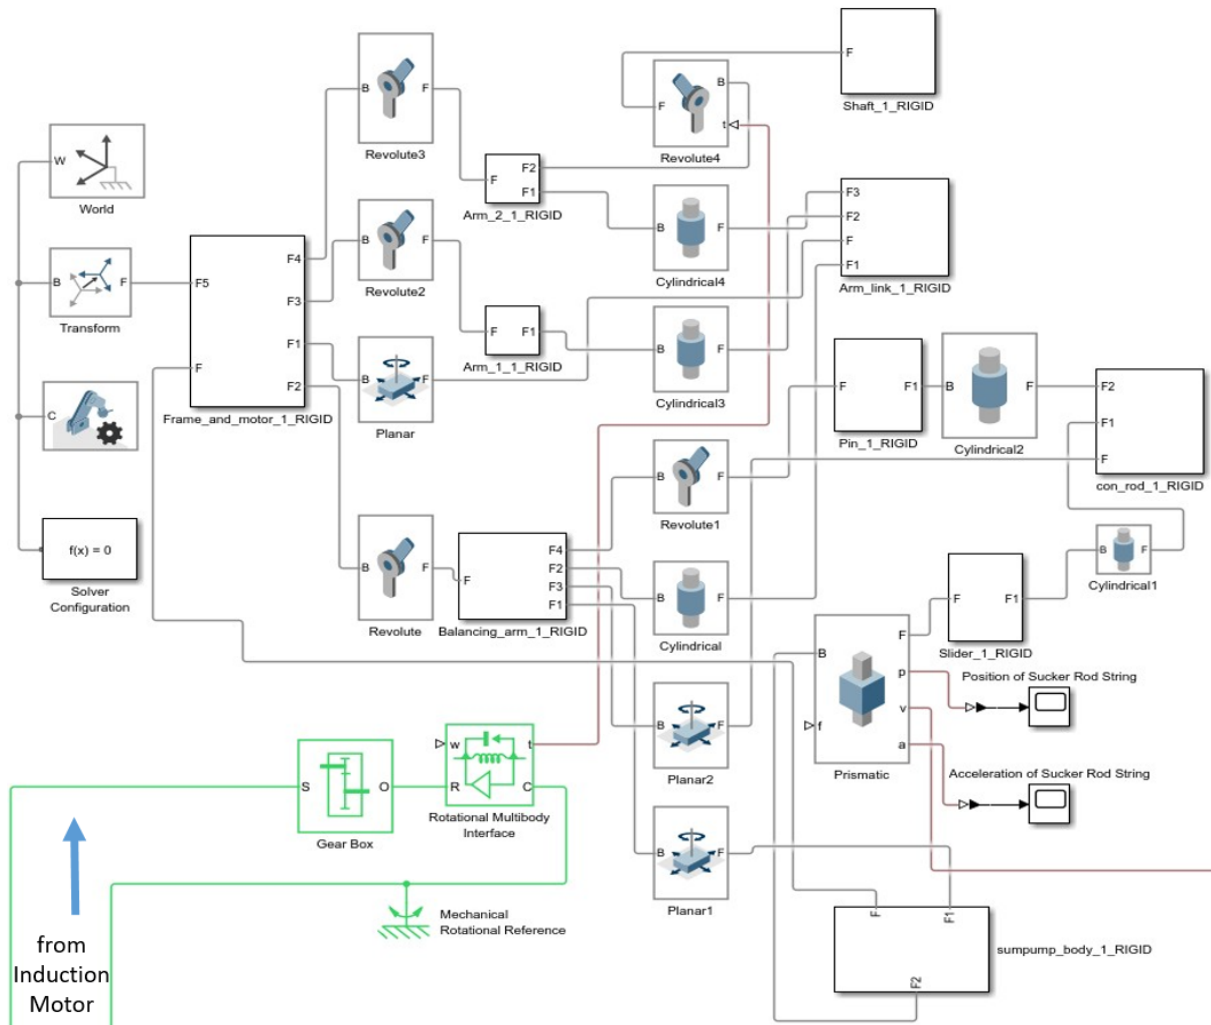 W
World
B
F
Transform
C
f(x) = 0
Solver
Configuration
F5
F
F4
F3
F1
F2
Frame_and_motor_1_RIGID
B
F
Revolute3
B
F
Revolute2
B
F
Planar
B
F
Revolute
F
F2
F1
Arm_2_1_RIGID
F
F1
Arm_1_1_RIGID
F
F4
F2
F3
F1
Balancing_arm_1_RIGID
F
B
t
Revolute4
F
Shaft_1_RIGID
B
F
Cylindrical4
B
F
Cylindrical3
F3
F2
F
F1
Arm_link_1_RIGID
B
F
Revolute1
B
F
Cylindrical
B
F
Planar2
B
F
Planar1
F
F1
Pin_1_RIGID
B
F
Cylindrical2
F2
F1
F
con_rod_1_RIGID
B
F
Cylindrical1
F
F1
Slider_1_RIGID
B
f
F
p
v
a
Prismatic
Position of Sucker Rod String
Acceleration of Sucker Rod String
F
F1
F2
sumpump_body_1_RIGID
S
O
Gear Box
w
R
t
C
Rotational Multibody
Interface
Mechanical
Rotational Reference
from
Induction
Motor